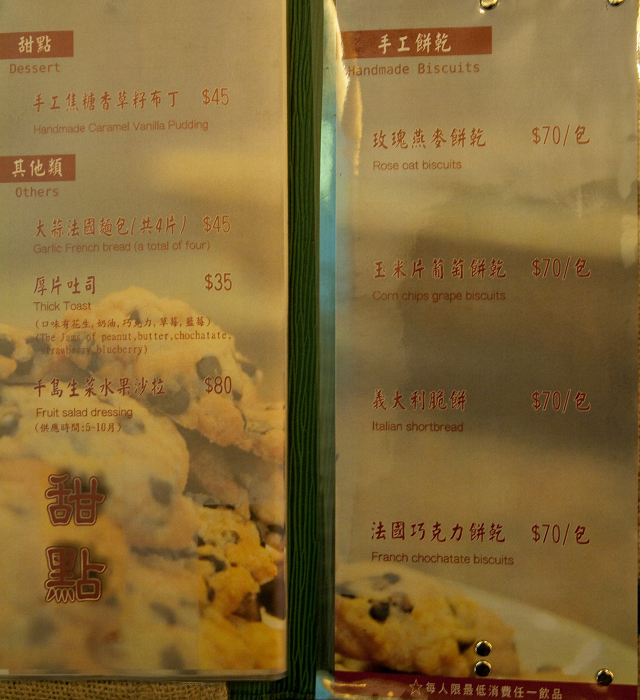 甜點
Dessert
手工焦糖香草籽布丁 $45
Handmade Caramel Vanilla Pudding
其他類
Others
大蒜法國麵包(共4片) $45
Garlic French bread (a total of four)
厚片吐司 $35
Thick Toast
(口味有花生,奶油,巧克力,草莓,藍莓)
(The Jams of peanut,butter,chochatate,
blueberry)
千島生菜水果沙拉 $80
Fruit salad dressing
(供應時間:5-10月)
甜
點
手工餅乾
Handmade Biscuits
玫瑰燕麥餅乾 $70/包
Rose oat biscuits
玉米片葡萄餅乾 $70/包
Corn chips grape biscuits
義大利脆餅 $70/包
Italian shortbread
法國巧克力餅乾 $70/包
Franch chochatate biscuits
☆每人限最低消費任一飲品